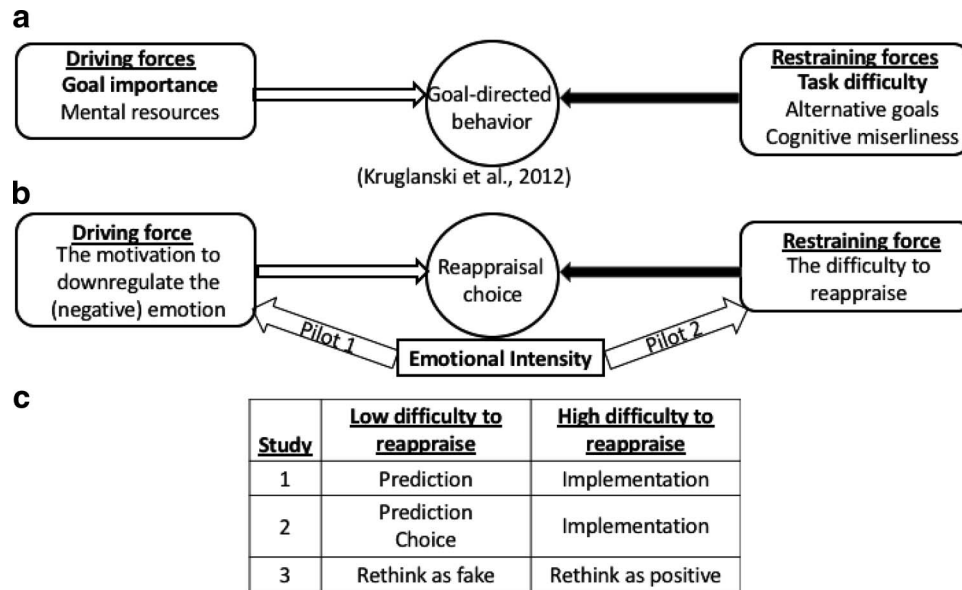 a
Driving forces
Goal importance
Mental resources
Goal-directed
behavior
Restraining forces
Task difficulty
Alternative goals
Cognitive miserliness
(Kruglanski et al., 2012)
b
Driving force
The motivation to
downregulate the
(negative) emotion
Reappraisal
choice
Restraining force
The difficulty to
reappraise
Pilot 1
Emotional Intensity
Pilot 2
c
Study
Low difficulty to
reappraise
High difficulty to
reappraise
1
Prediction
Implementation
2
Prediction
Choice
Implementation
3
Rethink as fake
Rethink as positive